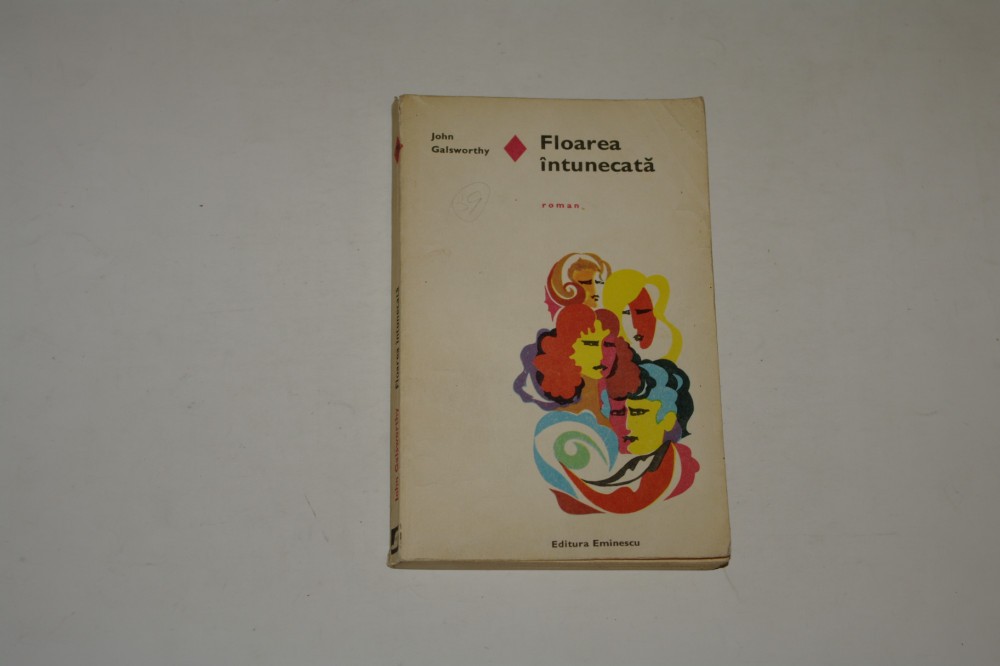 John
Galsworthy
Floarea
întunecată
roman
Editura Eminescu
John Galsworthy Floarea întunecată